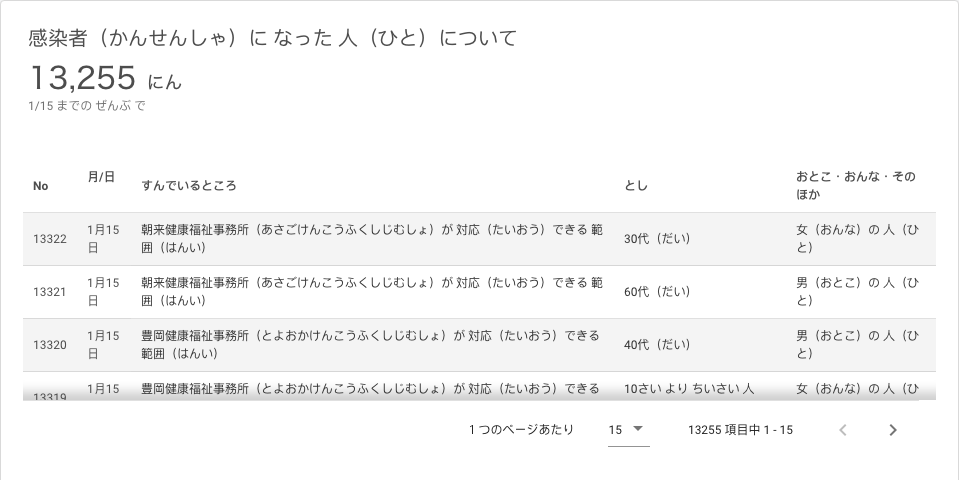 感染者（かんせんしゃ）に なった 人（ひと）について
13,255 にん
1/15 までの ぜんぶ で
No 月/日 すんでいるところ とし おとこ・おんな・その
ほか
13322 1月15 朝来健康福祉事務所（あさごけんこうふくしじむしょ）が 対応（たいおう）できる 範 30代（だい） 女（おんな）の 人（ひ
日 囲（はんい） と）
13321 1月15 朝来健康福祉事務所（あさごけんこうふくしじむしょ）が 対応（たいおう）できる 範 60代（だい） 男（おとこ）の 人（ひ
日 囲（はんい） と）
13320 1月15 豊岡健康福祉事務所（とよおかけんこうふくしじむしょ）が 対応（たいおう）できる 40代（だい） 男（おとこ）の 人（ひ
日 範囲（はんい） と）
13319 1月15 豊岡健康福祉事務所（とよおかけんこうふくしじむしょ）が 対応（たいおう）できる 10さい より ちいさい 人 女（おんな）の 人（ひ
1 つのページあたり 15 13255 項目中 1 - 15